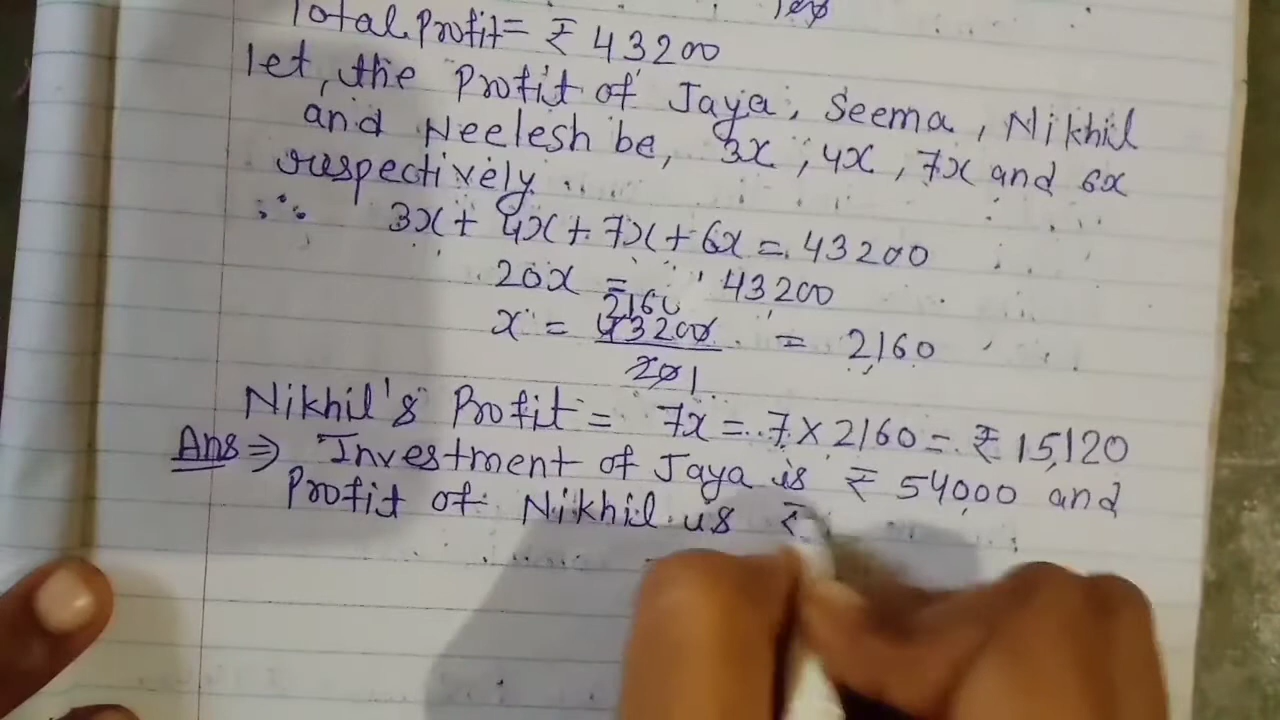 Total Profit = ₹ 43200
let, the Profit of Jaya, Seema, Nikhil
and Neelesh be, 3x, 4x, 7x and 6x
respectively.
∴ 3x + 4x + 7x + 6x = 43200
20x = 43200
2160
x = 43200 = 2160
20 1
Nikhil's Profit = 7x = 7 × 2160 = ₹ 15,120
Ans ⇒ Investment of Jaya is ₹ 54000 and
Profit of Nikhil is ₹